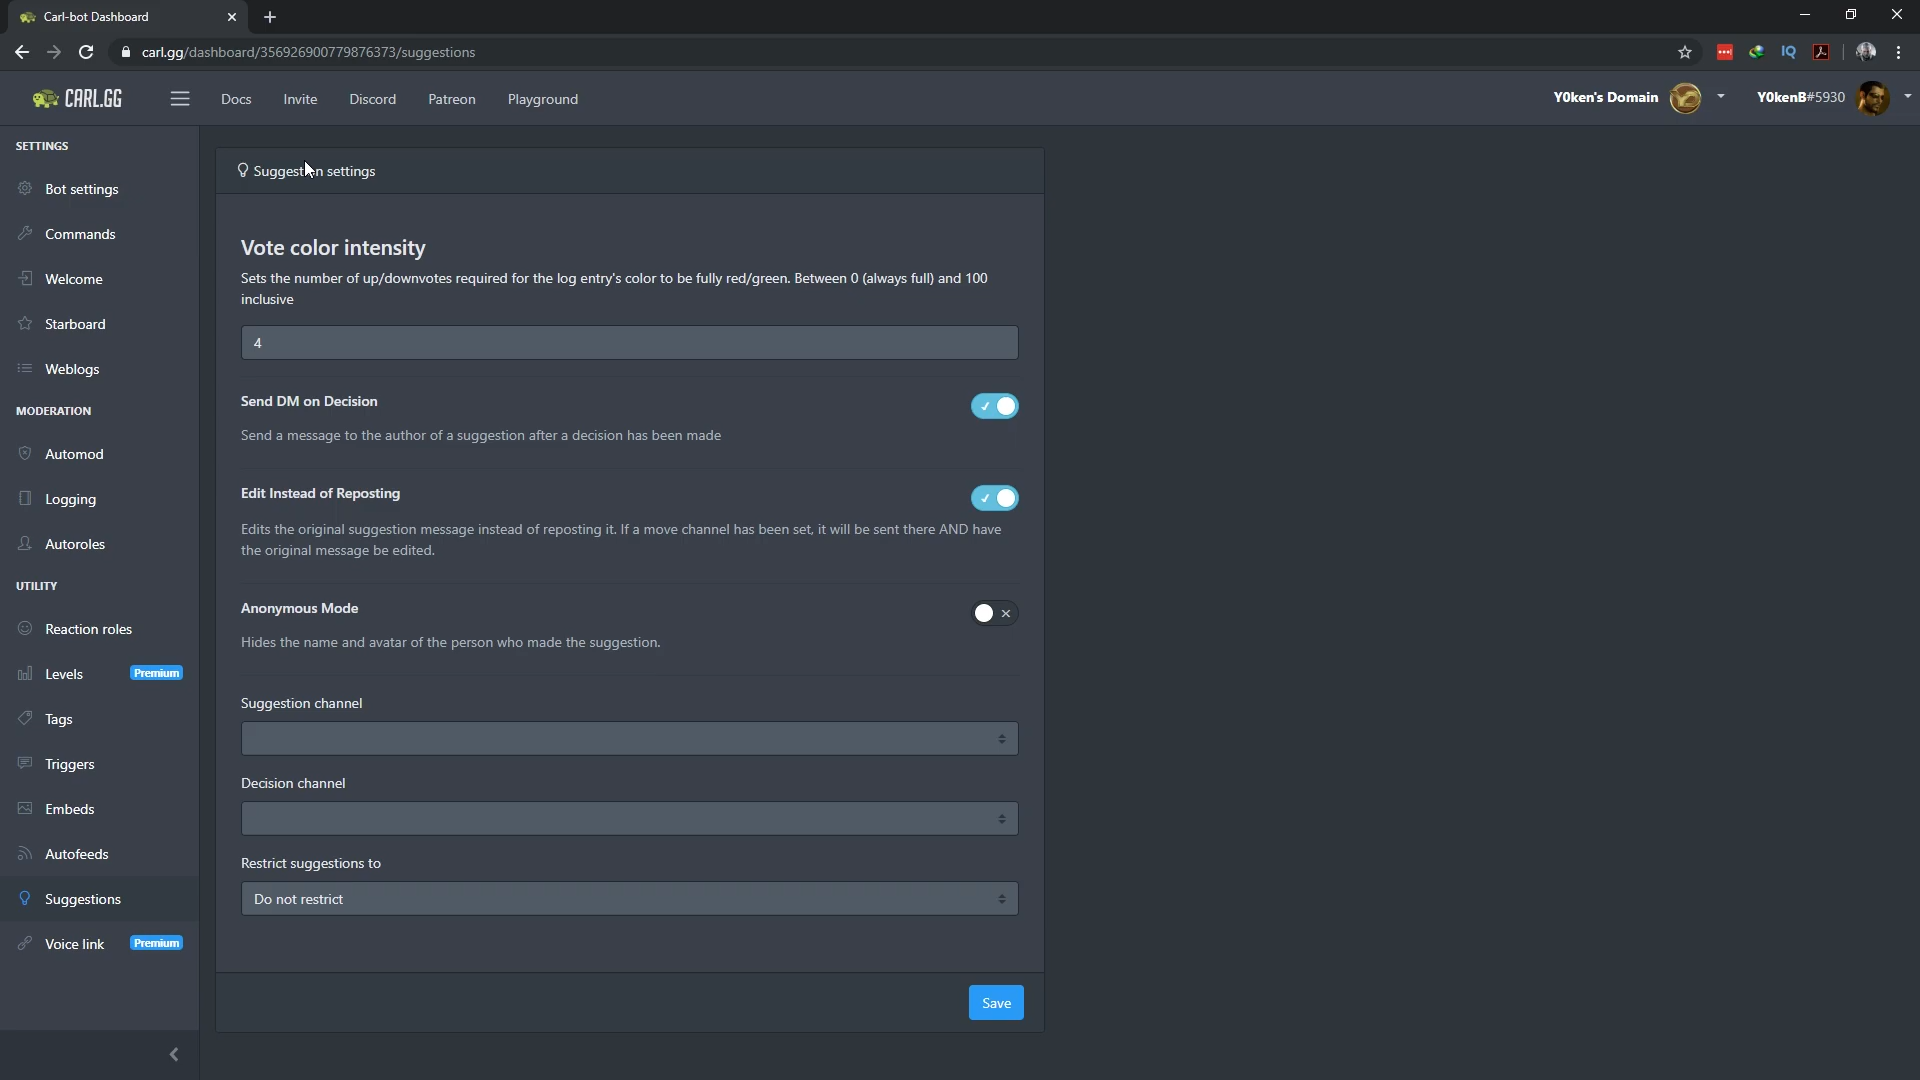 Carl-bot Dashboard
carl.gg/dashboard/356926900779876373/suggestions
IQ
CARL.GG
Docs
Invite
Discord
Patreon
Playground
Y0ken's Domain
Y0kenB#5930
SETTINGS
Bot settings
Commands
Welcome
Starboard
Weblogs
MODERATION
Automod
Logging
Autoroles
UTILITY
Reaction roles
Levels Premium
Tags
Triggers
Embeds
Autofeeds
Suggestions
Voice link Premium
Suggestion settings
Vote color intensity
Sets the number of up/downvotes required for the log entry's color to be fully red/green. Between 0 (always full) and 100
inclusive
4
Send DM on Decision
Send a message to the author of a suggestion after a decision has been made
Edit Instead of Reposting
Edits the original suggestion message instead of reposting it. If a move channel has been set, it will be sent there AND have
the original message be edited.
Anonymous Mode
Hides the name and avatar of the person who made the suggestion.
Suggestion channel
Decision channel
Restrict suggestions to
Do not restrict
Save